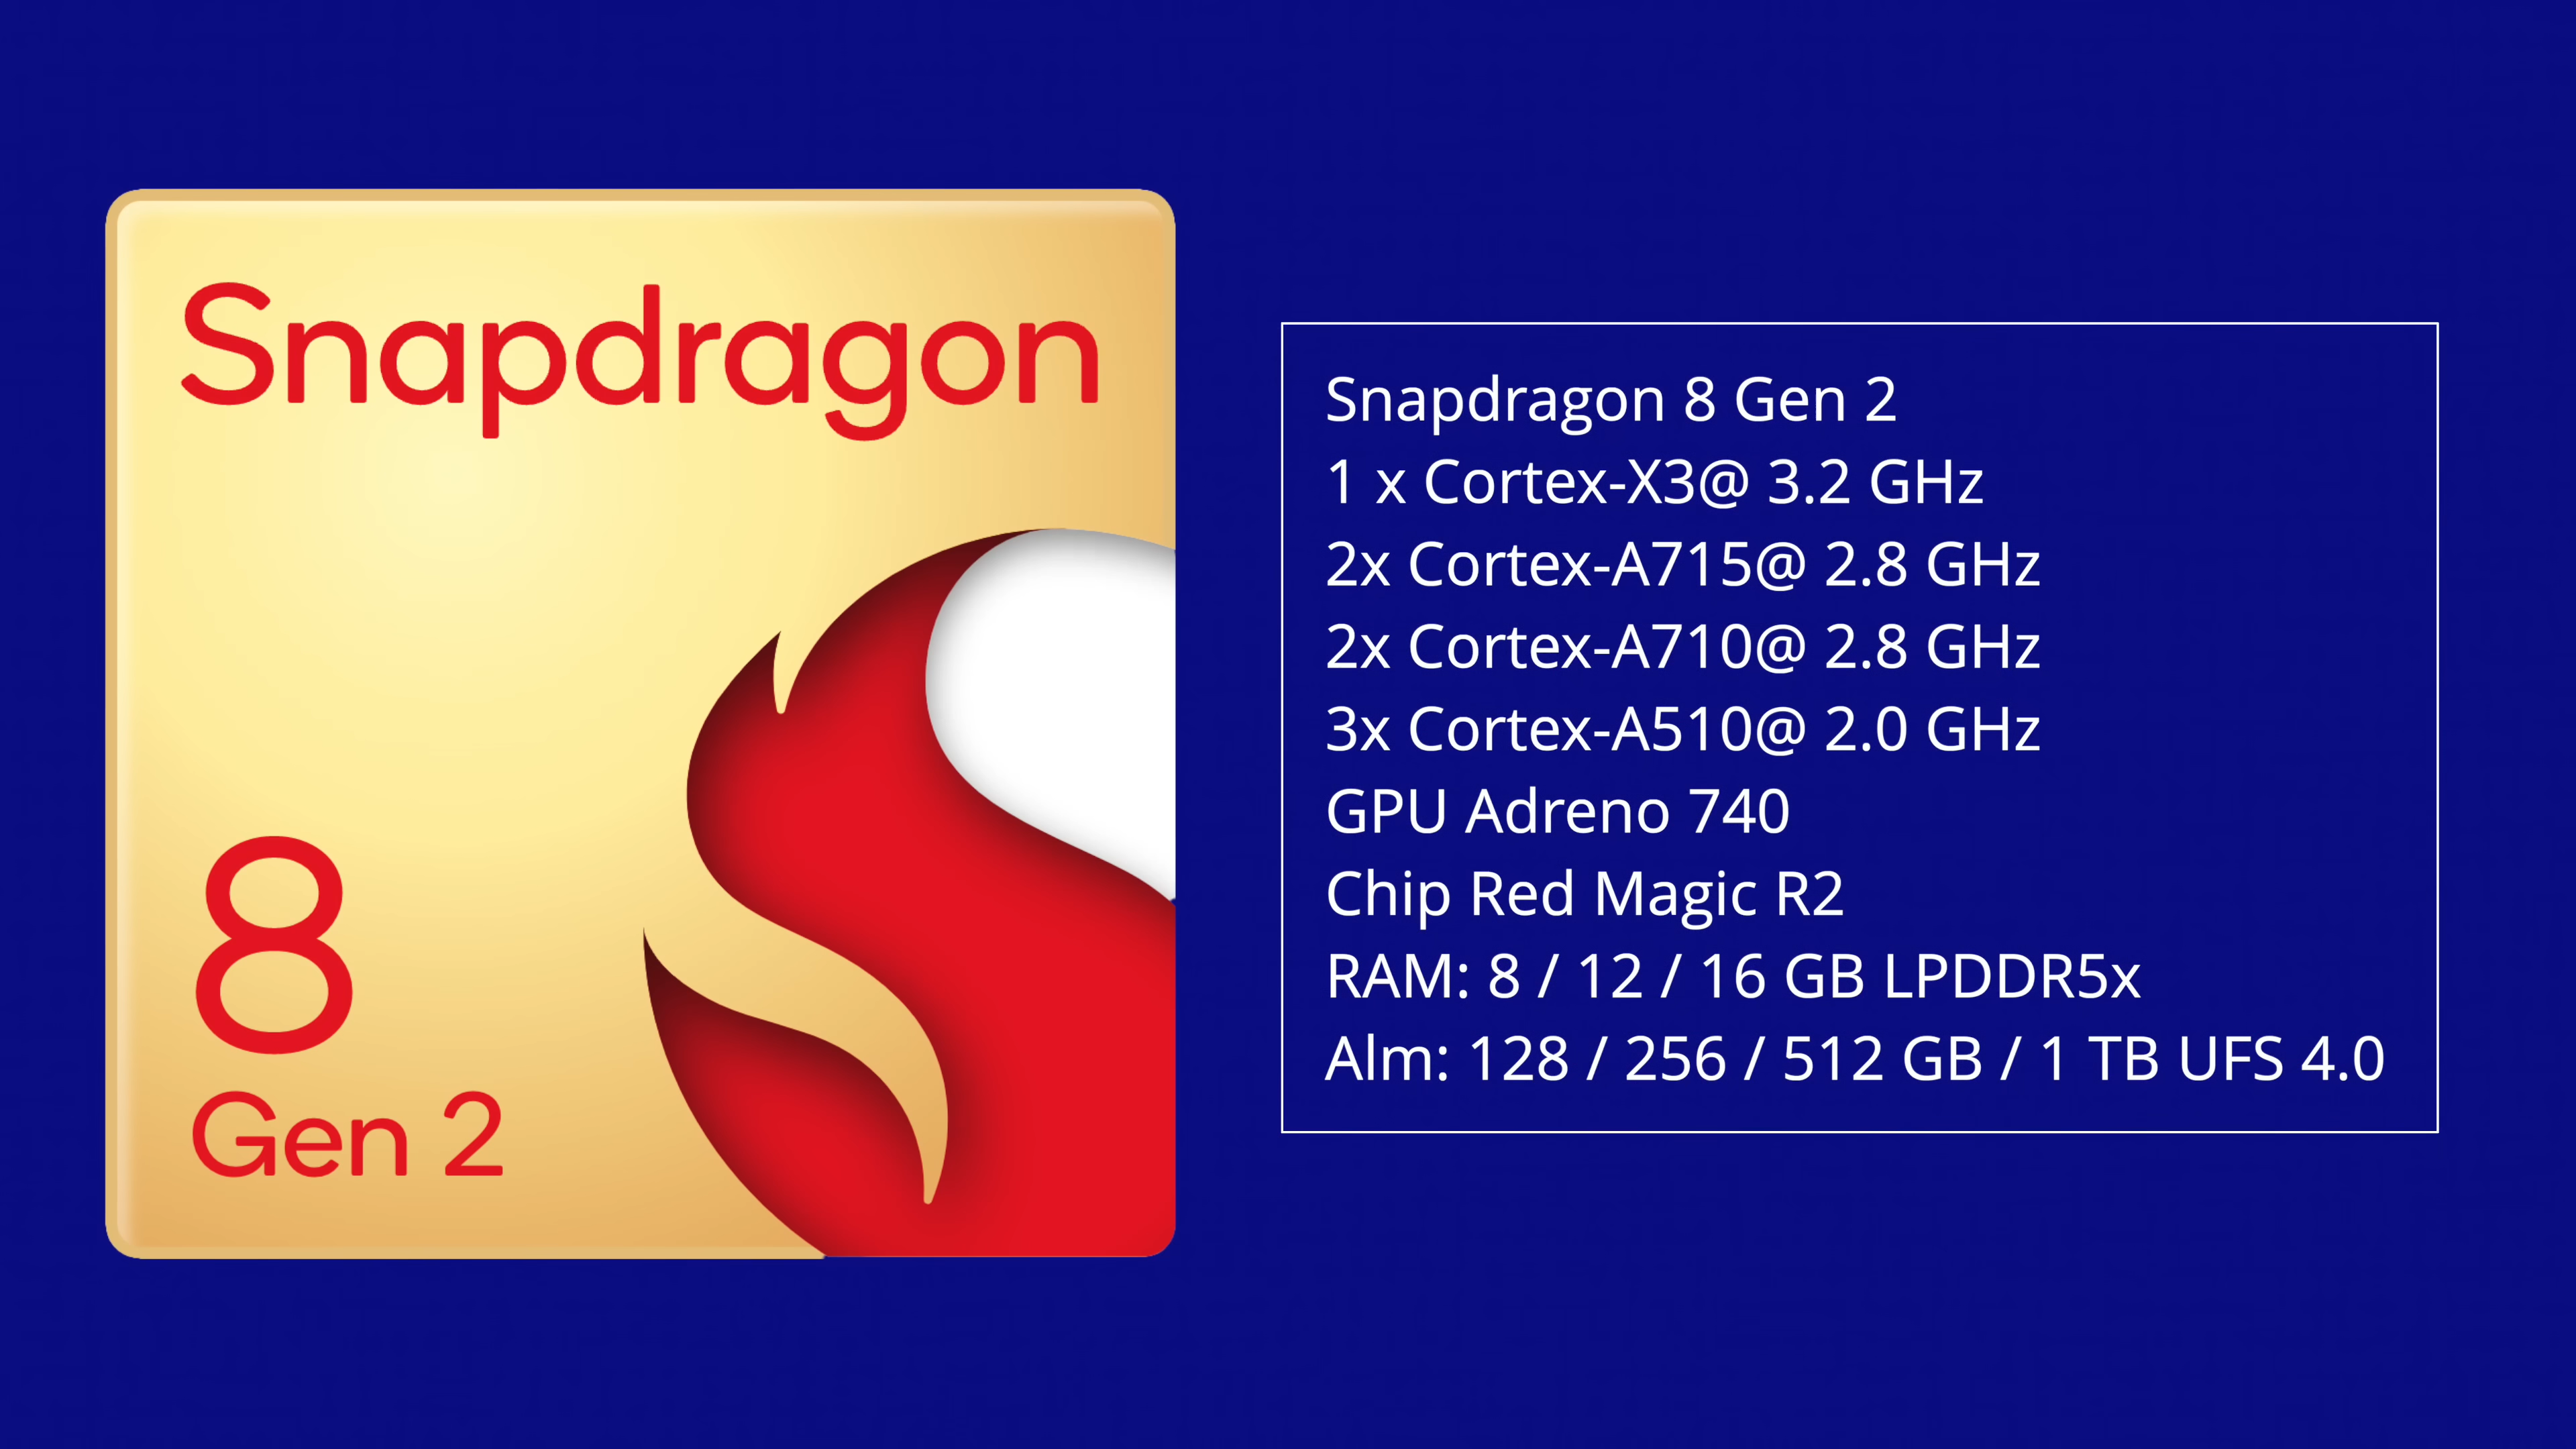 Snapdragon
8
Gen 2
Snapdragon 8 Gen 2
1 x Cortex-X3@ 3.2 GHz
2x Cortex-A715@ 2.8 GHz
2x Cortex-A710@ 2.8 GHz
3x Cortex-A510@ 2.0 GHz
GPU Adreno 740
Chip Red Magic R2
RAM: 8 / 12 / 16 GB LPDDR5x
Alm: 128 / 256 / 512 GB / 1 TB UFS 4.0